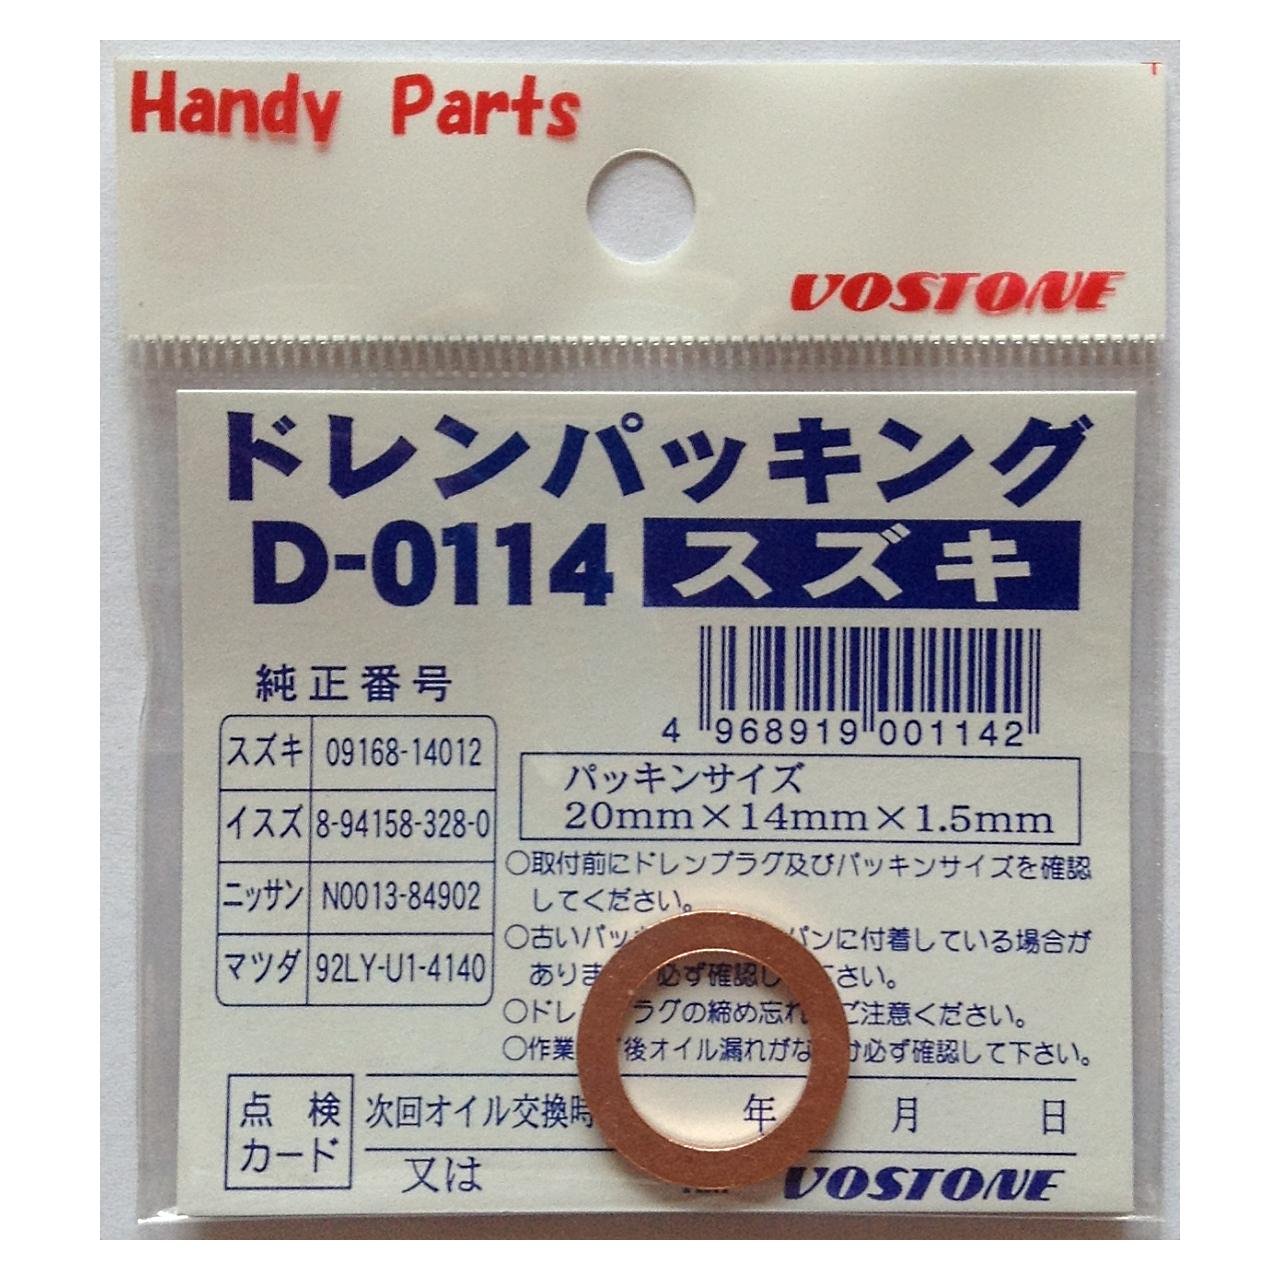 Handy Parts
VOSTONE
ドレンパッキング
D-0114 スズキ
純正番号
スズキ 09168-14012
イスズ 8-94158-328-0
ニッサン N0013-84902
マツダ 92LY-U1-4140
4 968919 001142
パッキンサイズ
20mm×14mm×1.5mm
○取付前にドレンプラグ及びパッキンサイズを確認
してください。
○古いパッ パンに付着している場合が
ありま 必ず確認し 下さい。
○ドレ ラグの締め忘れ ご注意ください。
○作業 後オイル漏れがな か必ず確認して下さい。
点検
カード
次回オイル交換時 年 月 日
又は
VOSTONE